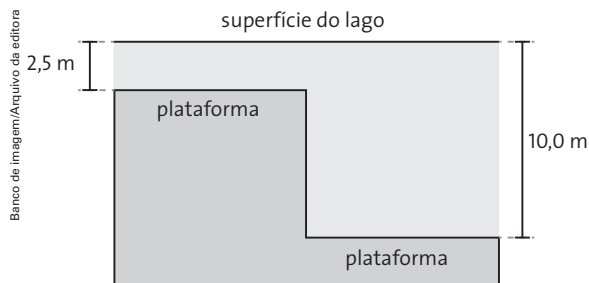 superfície do lago
2,5 m
plataforma
10,0 m
plataforma
Banco de imagem/Arquivo da editora